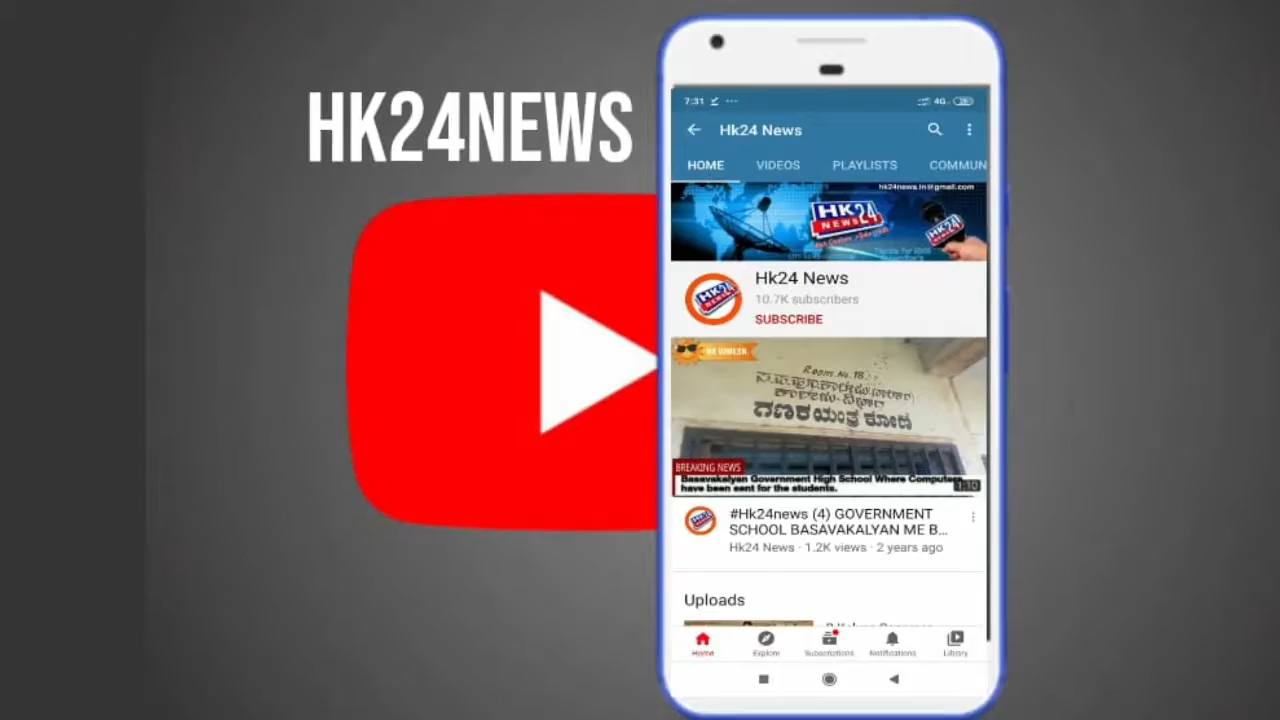 HK24NEWS
7:31
4G
Hk24 News
HOME
VIDEOS
PLAYLISTS
COMMUN
hk24news.in@gmail.com
HK24
NEWS
HK24
NEWS
Hk24 News
10.7K subscribers
SUBSCRIBE
Room No. 18
ಗಣಕಯಂತ್ರ ಕೋಣೆ
BREAKING NEWS
Basavakalyan Government High School Where Computers
have been sent for the students.
1:10
#Hk24news (4) GOVERNMENT
SCHOOL BASAVAKALYAN ME B...
Hk24 News · 1.2K views · 2 years ago
Uploads
Home
Explore
Subscriptions
Notifications
Library